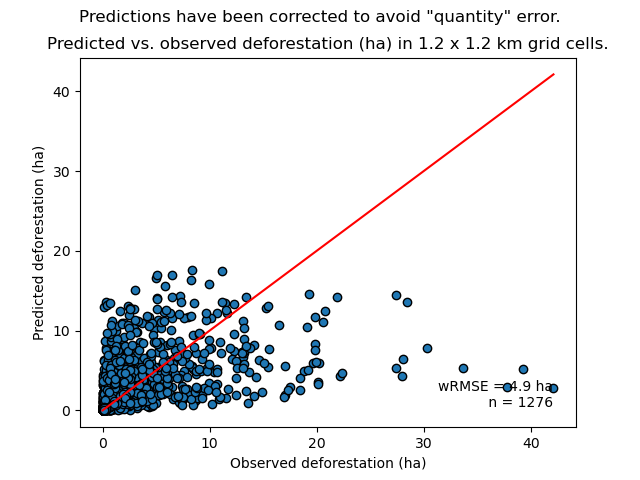 Predictions have been corrected to avoid "quantity" error.
Predicted vs. observed deforestation (ha) in 1.2 x 1.2 km grid cells.
Predicted deforestation (ha)
40
30
20
10
0
wRMSE = 4.9 ha
n = 1276
0 10 20 30 40
Observed deforestation (ha)